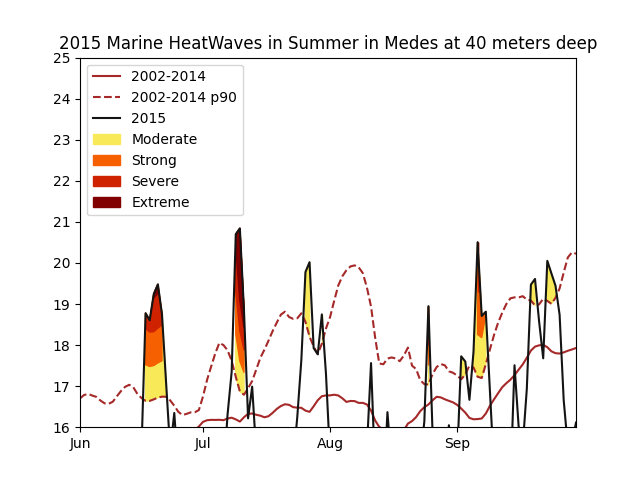 2015 Marine HeatWaves in Summer in Medes at 40 meters deep
25
24
23
22
21
20
19
18
17
16
2002-2014
2002-2014 p90
2015
Moderate
Strong
Severe
Extreme
Jun
Jul
Aug
Sep